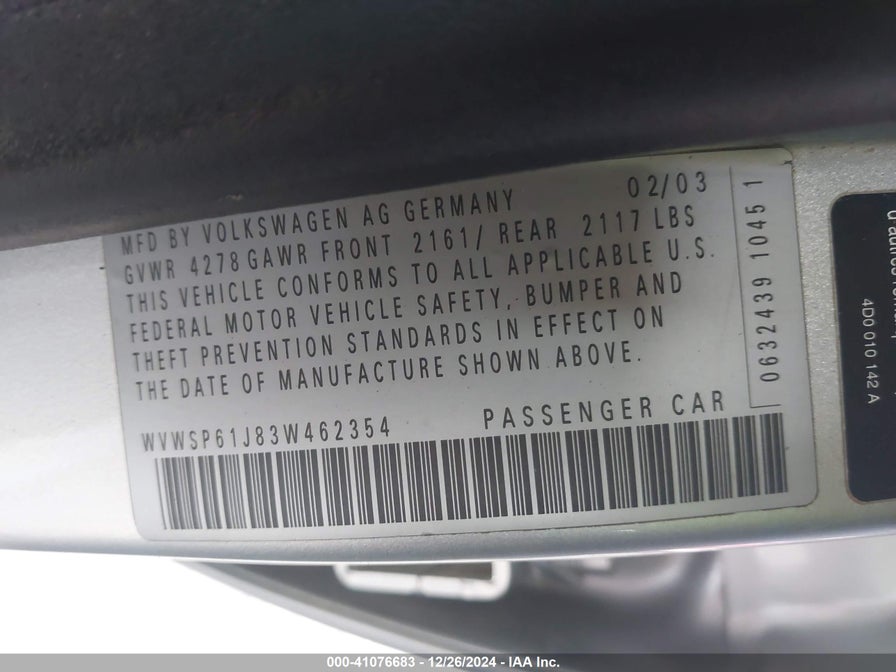 02/03
MFD BY VOLKSWAGEN AG GERMANY
GVWR 4278 GAWR FRONT 2161/ REAR 2117 LBS
THIS VEHICLE CONFORMS TO ALL APPLICABLE U.S.
FEDERAL MOTOR VEHICLE SAFETY, BUMPER AND
THEFT PREVENTION STANDARDS IN EFFECT ON
THE DATE OF MANUFACTURE SHOWN ABOVE.
WVWSP61J83W462354 PASSENGER CAR
0632439 1045 1
4D0 010 142 A
000-41076683 - 12/26/2024 - IAA Inc.